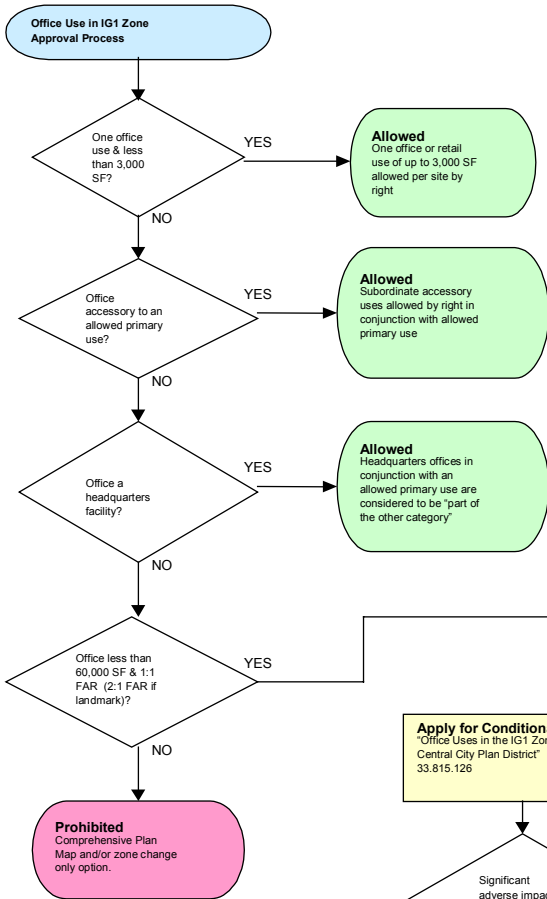 Office Use in IG1 Zone
Approval Process
One office
use & less
than 3,000
SF?
YES
Allowed
One office or retail
use of up to 3,000 SF
allowed per site by
right
NO
Office
accessory to an
allowed primary
use?
YES
Allowed
Subordinate accessory
uses allowed by right in
conjunction with allowed
primary use
NO
Office a
headquarters
facility?
YES
Allowed
Headquarters offices in
conjunction with an
allowed primary use are
considered to be “part of
the other category”
NO
Office less than
60,000 SF & 1:1
FAR (2:1 FAR if
landmark)?
YES
NO
Prohibited
Comprehensive Plan
Map and/or zone change
only option.
Apply for Condition
"Office Uses in the IG1 Zon
Central City Plan District"
33.815.126
Significant
adverse impac